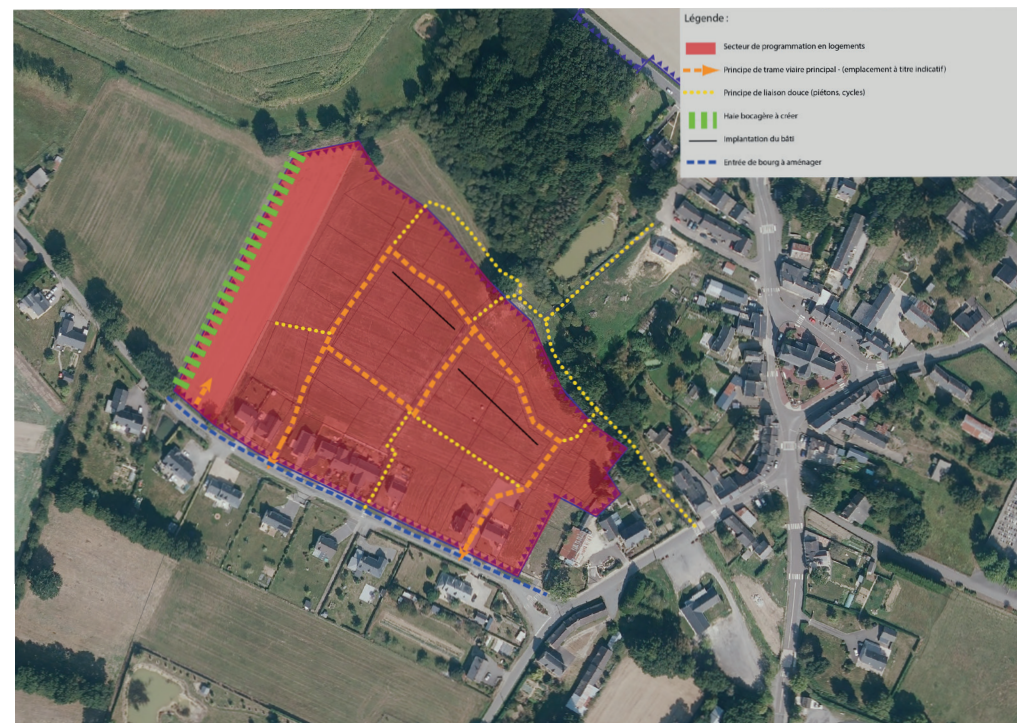 Légende :
Secteur de programmation en logements
Principe de trame viaire principal - (emplacement à titre indicatif)
Principe de liaison douce (piétons, cycles)
Haie bocagère à créer
Implantation du bâti
Entrée de bourg à aménager